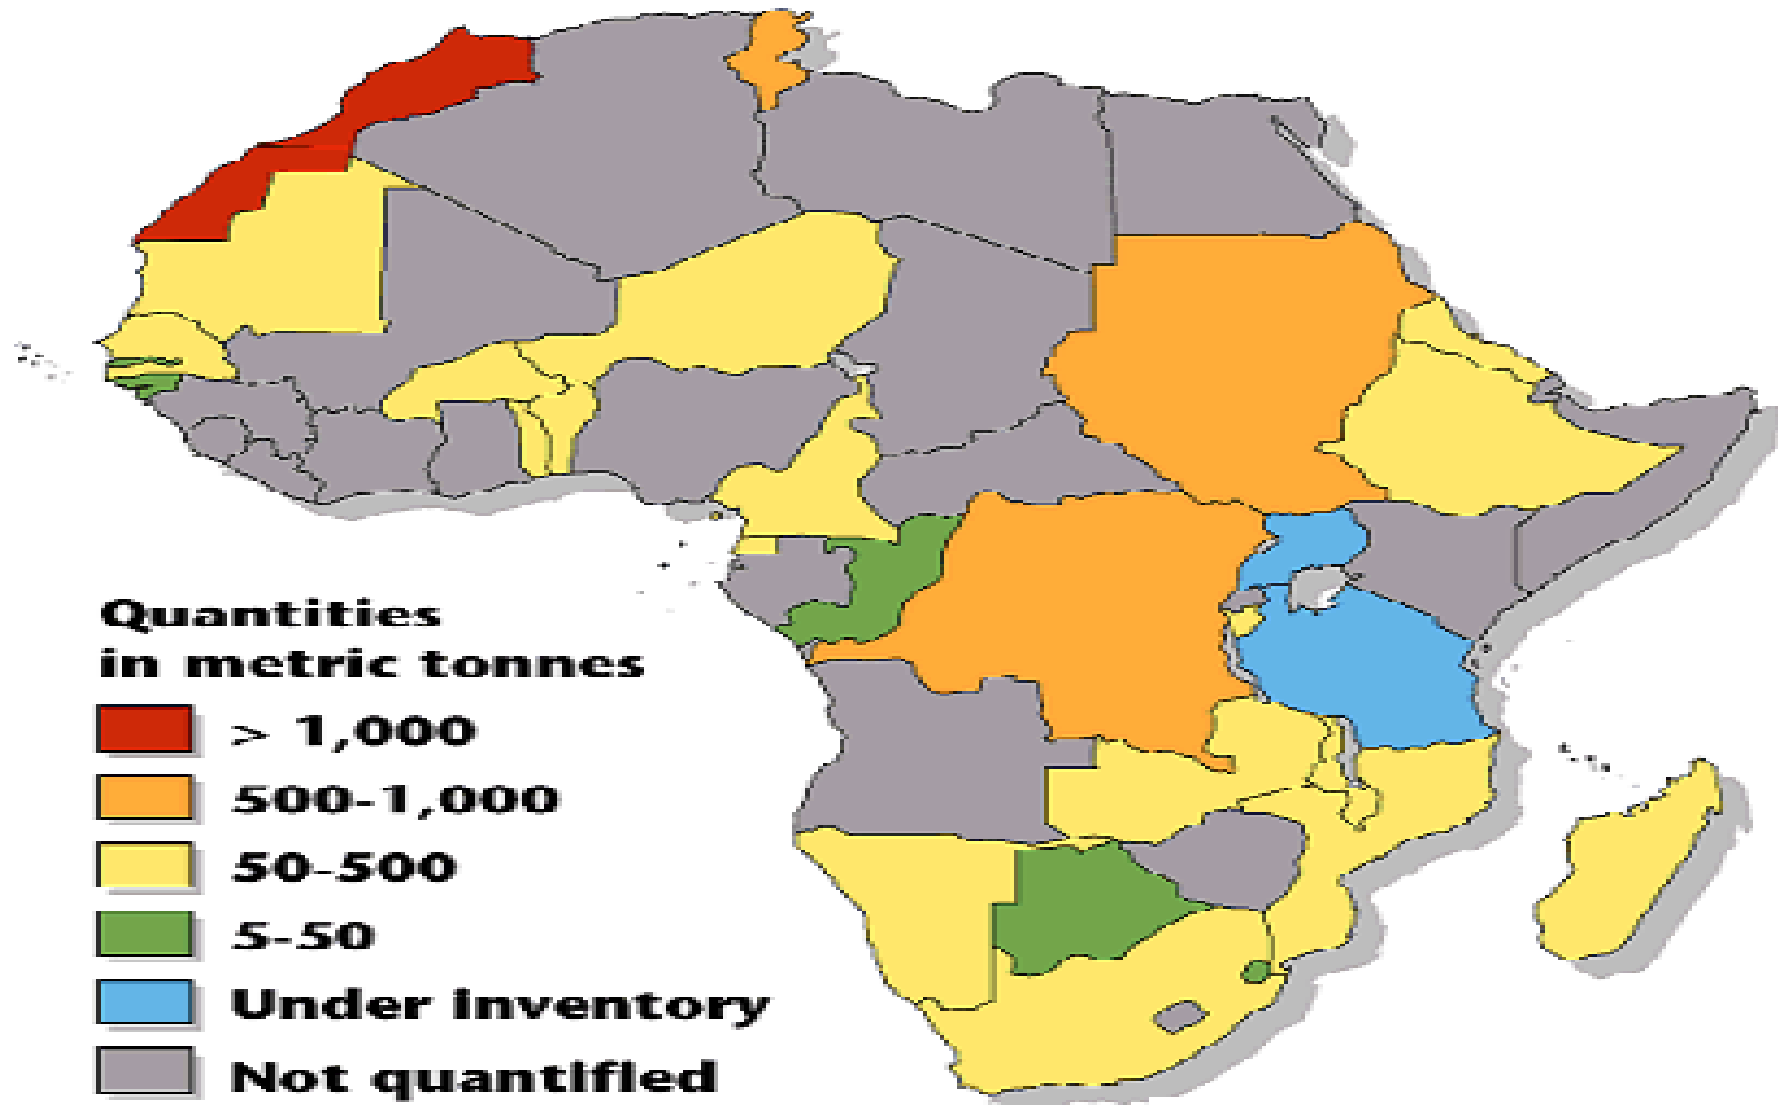 Quantities
in metric tonnes
> 1,000
500-1,000
50-500
5-50
Under inventory
Not quantified